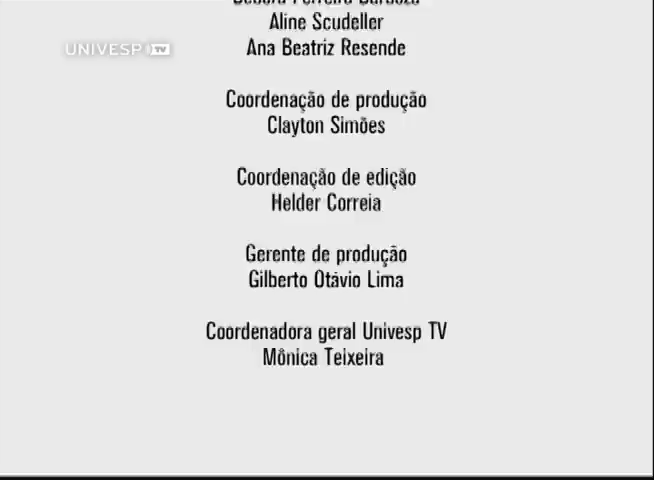 Aline Scudeller
UNIVESP TV
Ana Beatriz Resende
Coordenação de produção
Clayton Simões
Coordenação de edição
Helder Correia
Gerente de produção
Gilberto Otávio Lima
Coordenadora geral Univesp TV
Mônica Teixeira